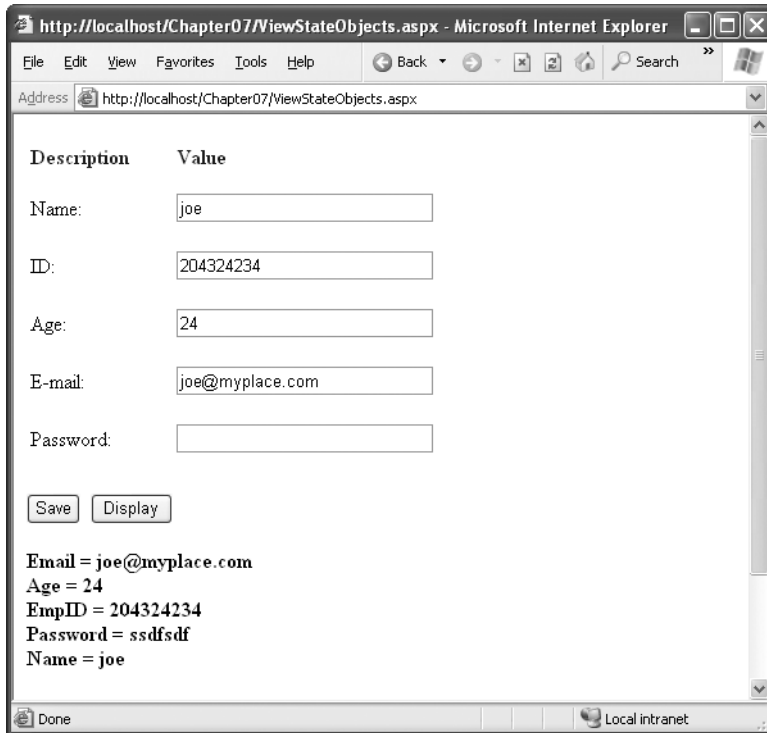 http://localhost/Chapter07/ViewStateObjects.aspx - Microsoft Internet Explorer
File Edit View Favorites Tools Help Back Search »
Address http://localhost/Chapter07/ViewStateObjects.aspx
Description Value
Name: joe
ID: 204324234
Age: 24
E-mail: joe@myplace.com
Password:
Save Display
Email = joe@myplace.com
Age = 24
EmpID = 204324234
Password = ssdfsdf
Name = joe
Done Local intranet